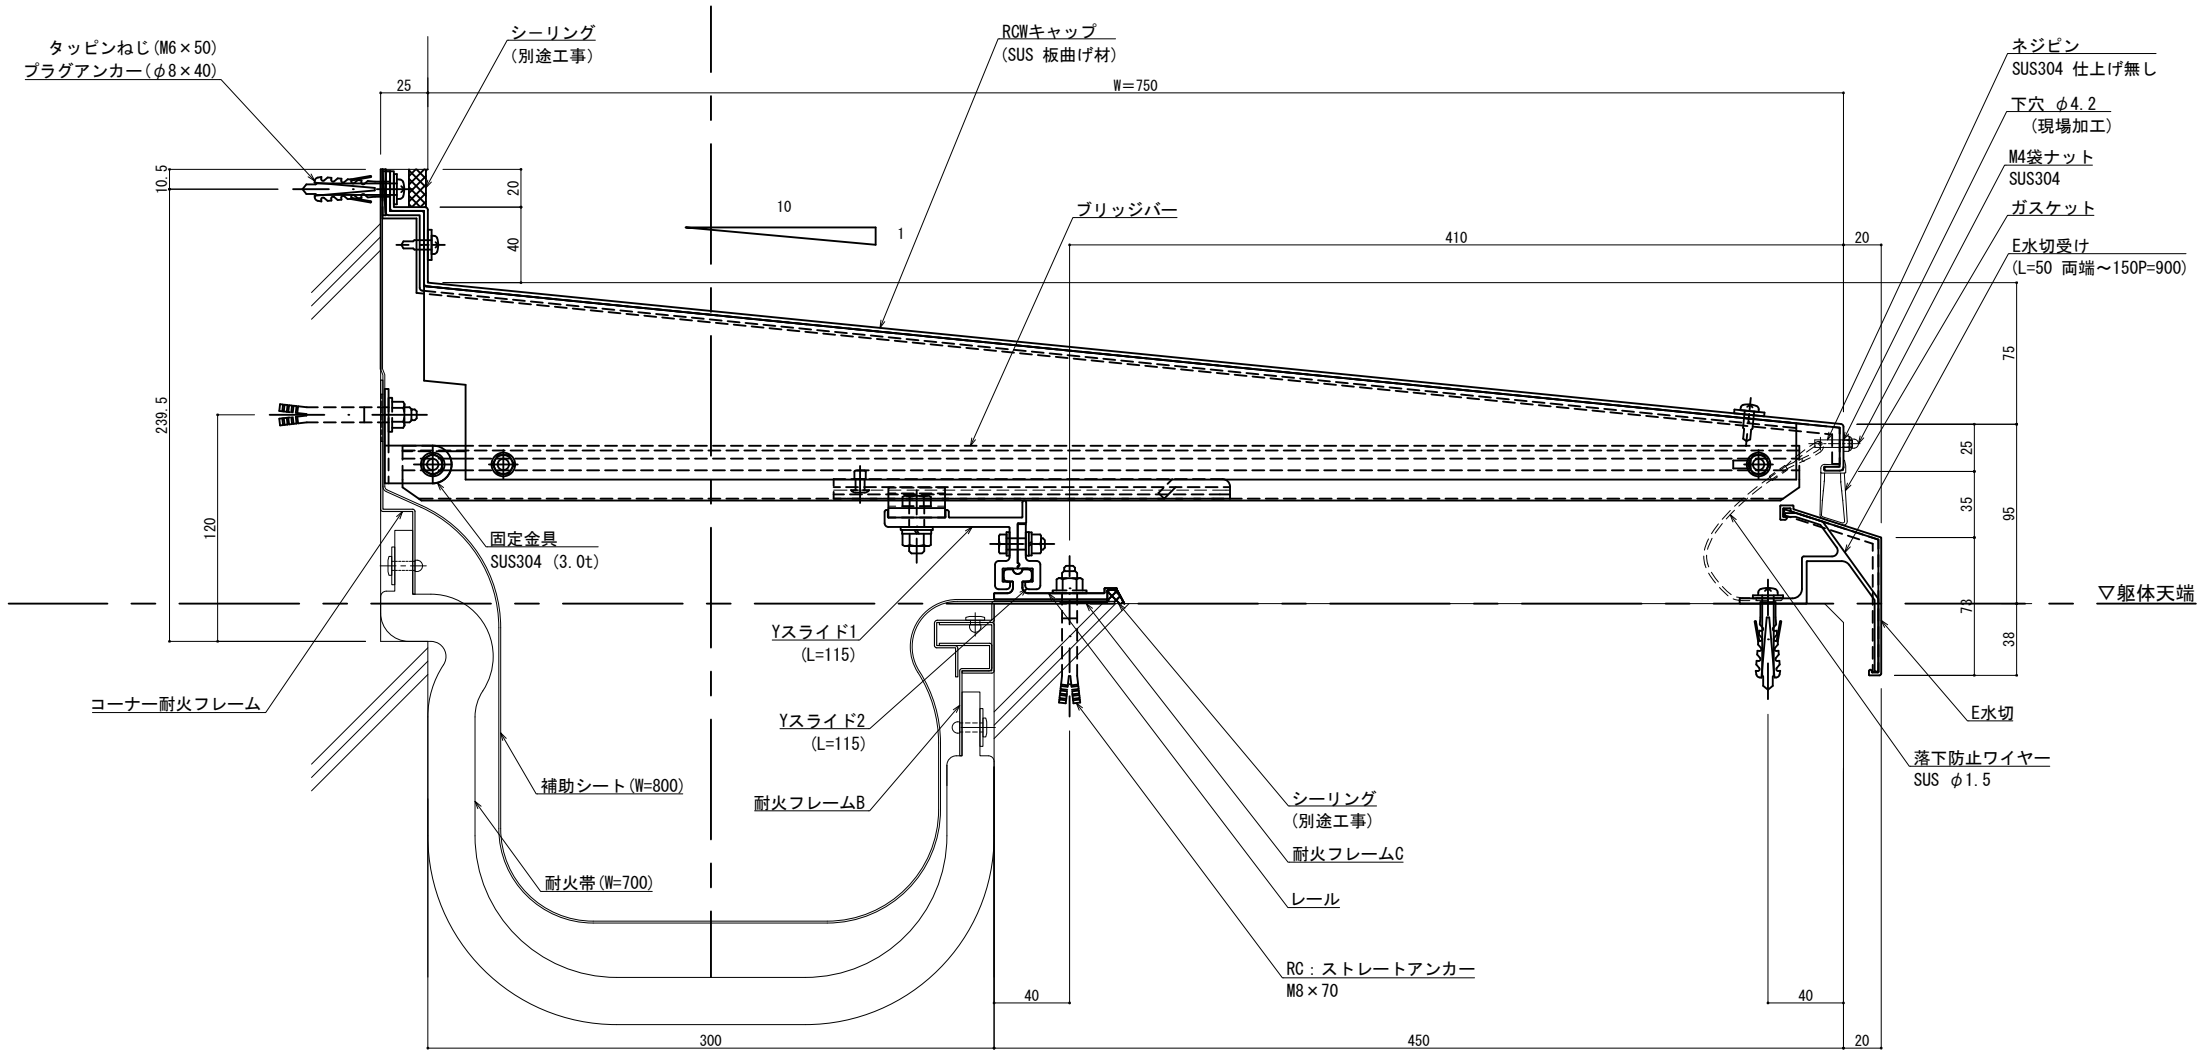 タッピンねじ(M6×50)
プラグアンカー(φ8×40)
シーリング
(別途工事)
RCWキャップ
(SUS 板曲げ材)
ネジピン
SUS304 仕上げ無し
下穴 φ4.2
(現場加工)
M4袋ナット
SUS304
ガスケット
E水切受け
(L=50 両端～150P=900)
25
W=750
10.5
20
40
10
1
ブリッジバー
410
20
75
239.5
120
25
35
95
73
38
固定金具
SUS304 (3.0t)
▽躯体天端
Yスライド1
(L=115)
コーナー耐火フレーム
Yスライド2
(L=115)
E水切
落下防止ワイヤー
SUS φ1.5
補助シート(W=800)
耐火フレームB
シーリング
(別途工事)
耐火フレームC
耐火帯(W=700)
レール
RC：ストレートアンカー
M8×70
40
40
300
450
20